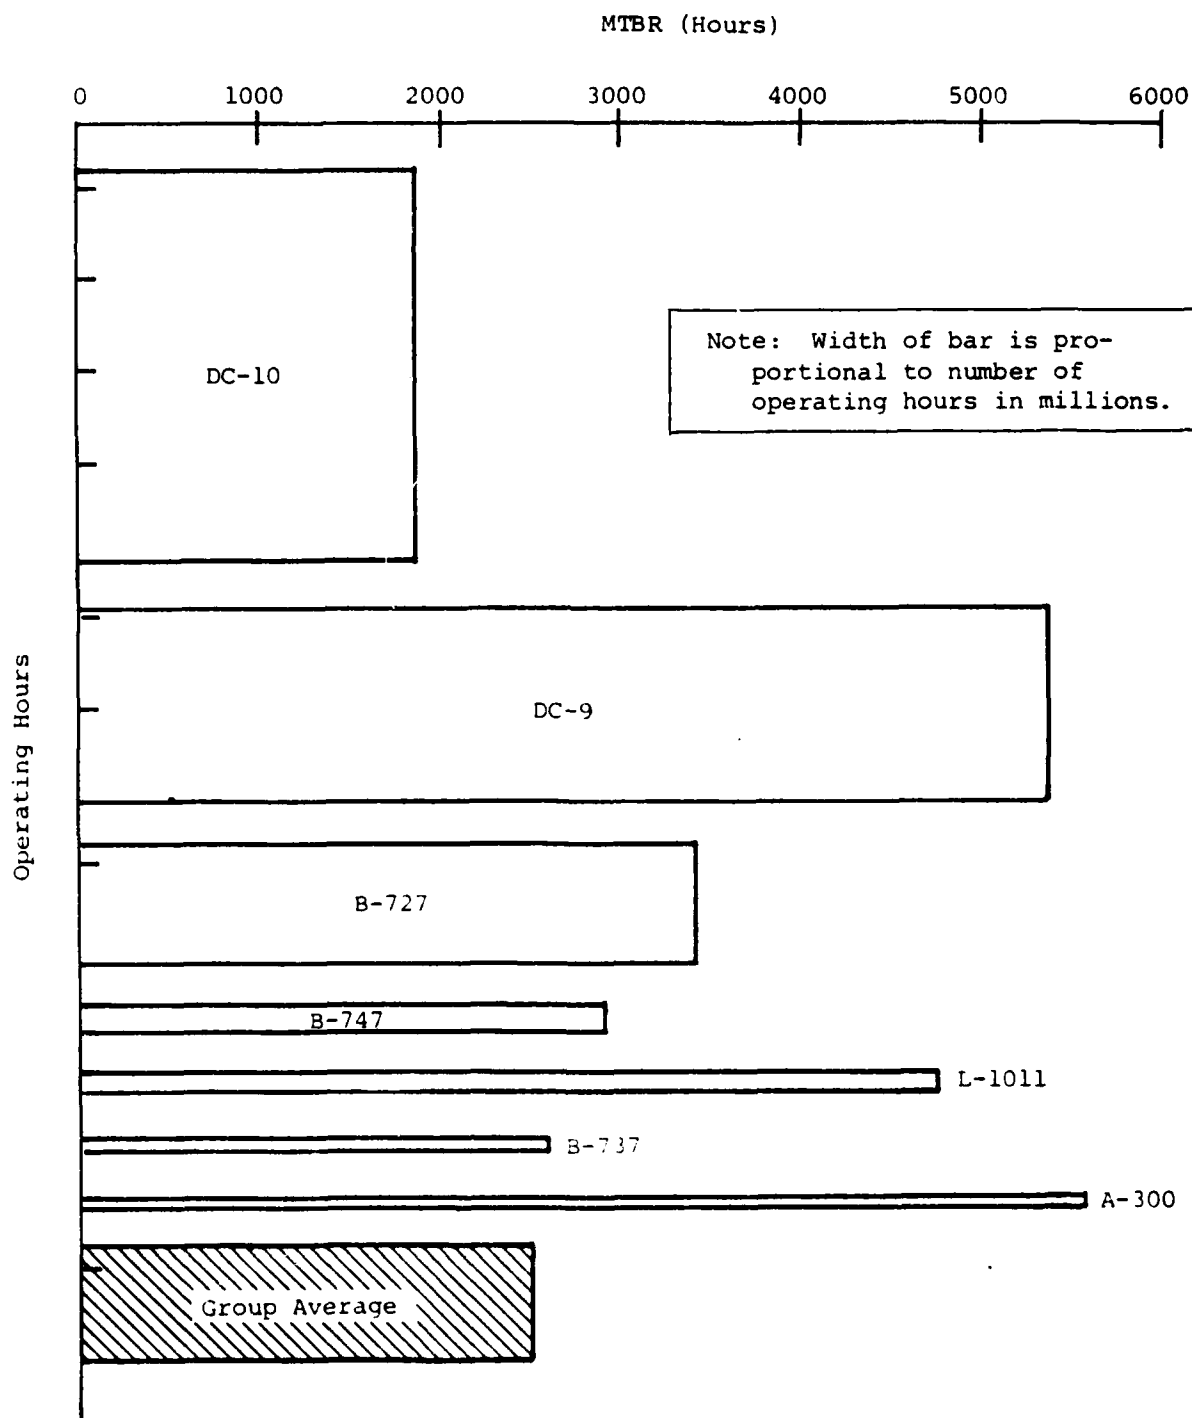 MTBR (Hours)
0 1000 2000 3000 4000 5000 6000
DC-10
Note: Width of bar is pro-
portional to number of
operating hours in millions.
Operating Hours
DC-9
B-727
B-747
L-1011
B-737
A-300
Group Average